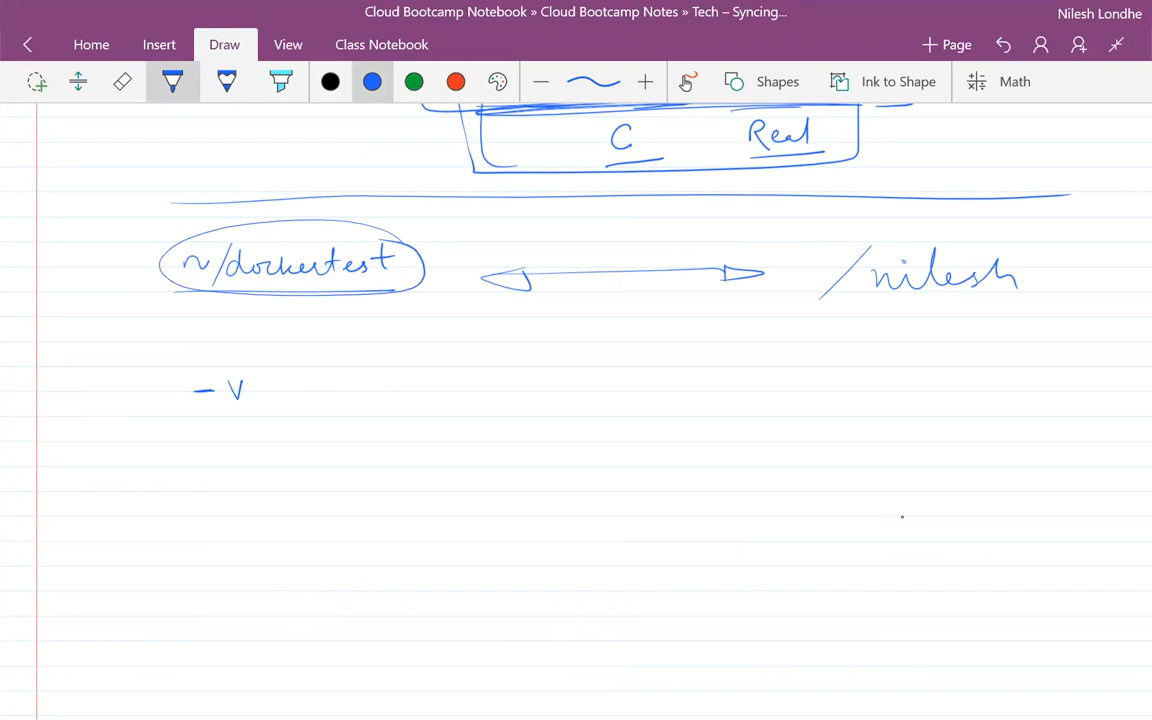 Cloud Bootcamp Notebook » Cloud Bootcamp Notes » Tech – Syncing...
Nilesh Londhe
Home Insert Draw View Class Notebook Page
Shapes Ink to Shape Math
C Real
~/dockertest /nilesh
- v